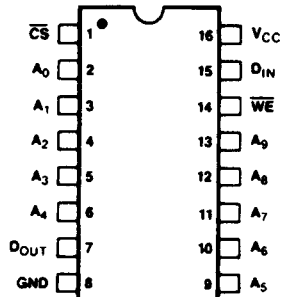 CS 1 16 VCC
A0 2 15 DIN
A1 3 14 WE
A2 4 13 A9
A3 5 12 A8
A4 6 11 A7
DOUT 7 10 A6
GND 8 9 A5